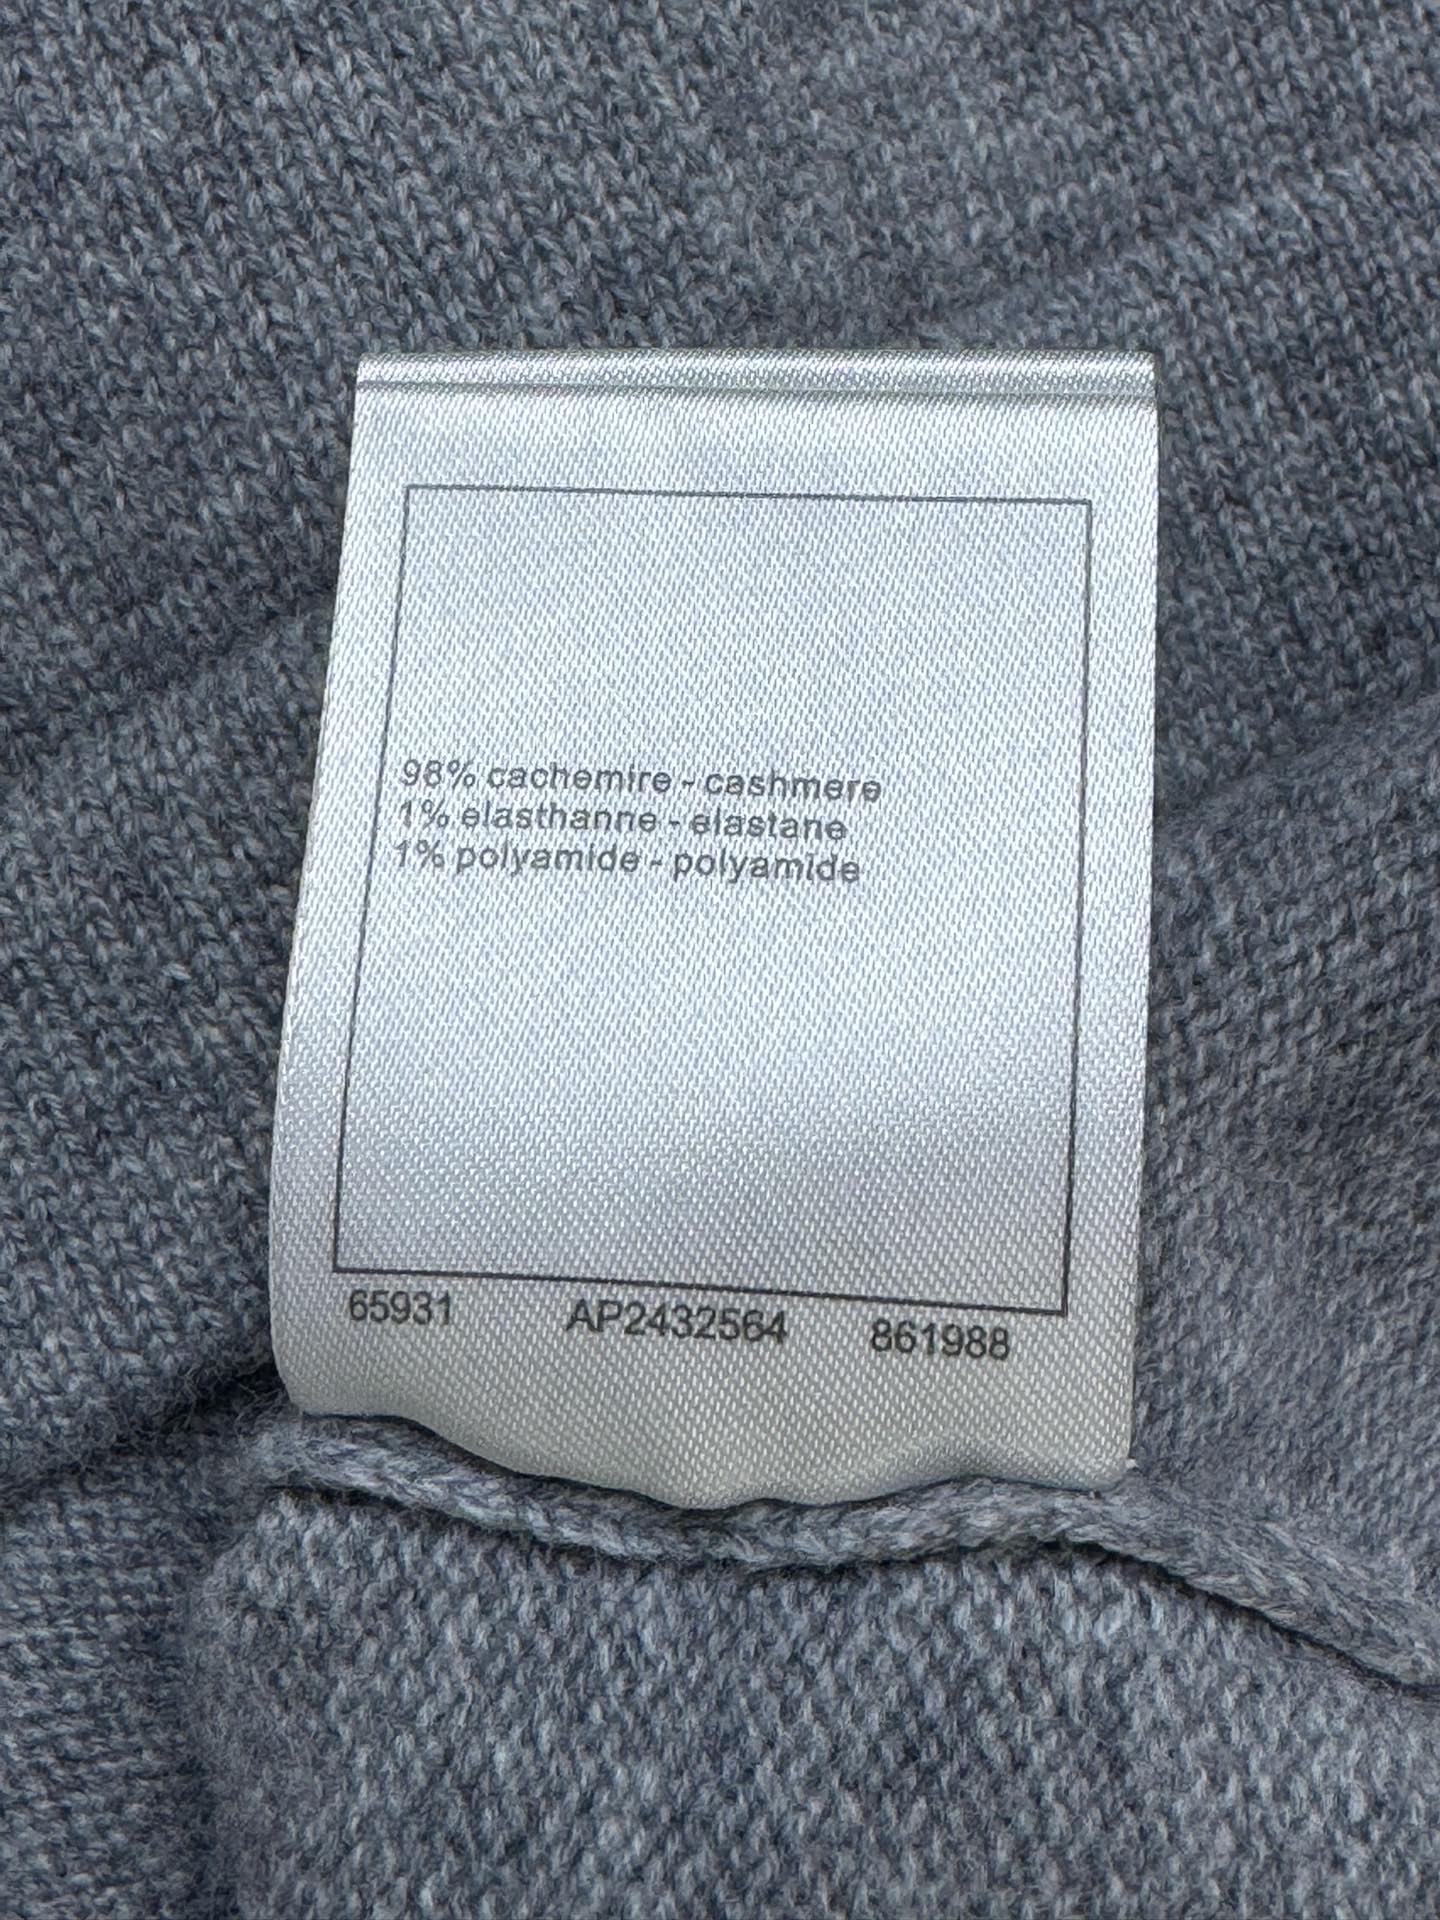 98% cachemire - cashmere
1% elasthanne - elastane
1% polyamide - polyamide
65931 AP2432564 861988